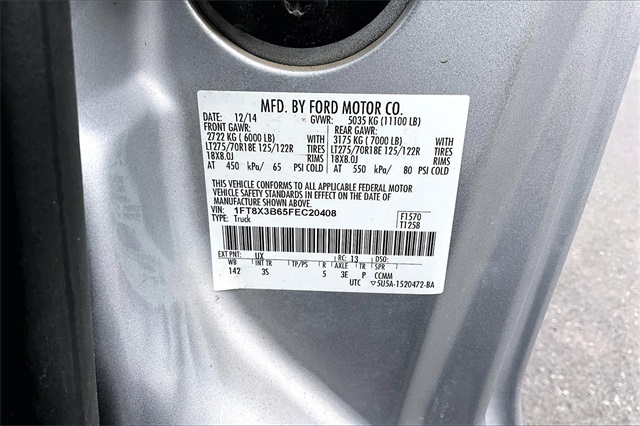 MFD. BY FORD MOTOR CO.
DATE: 12/14 GVWR: 5035 KG (11100 LB)
FRONT GAWR: REAR GAWR:
2722 KG ( 6000 LB) WITH 3175 KG ( 7000 LB) WITH
LT275/70R18E 125/122R TIRES LT275/70R18E 125/122R TIRES
18X8.0J RIMS 18X8.0J RIMS
AT 450 kPa/ 65 PSI COLD AT 550 kPa/ 80 PSI COLD
THIS VEHICLE CONFORMS TO ALL APPLICABLE FEDERAL MOTOR
VEHICLE SAFETY STANDARDS IN EFFECT ON THE DATE OF
MANUFACTURE SHOWN ABOVE.
VIN: 1FT8X3B65FEC20408 F1570
TYPE: Truck T1258
EXT PNT: UX RC: 13 DSO:
WB INT TR TP/PS R AXLE TR SPR
142 3S 5 3E P CCMM
UTC ▽5U5A-1520472-BA